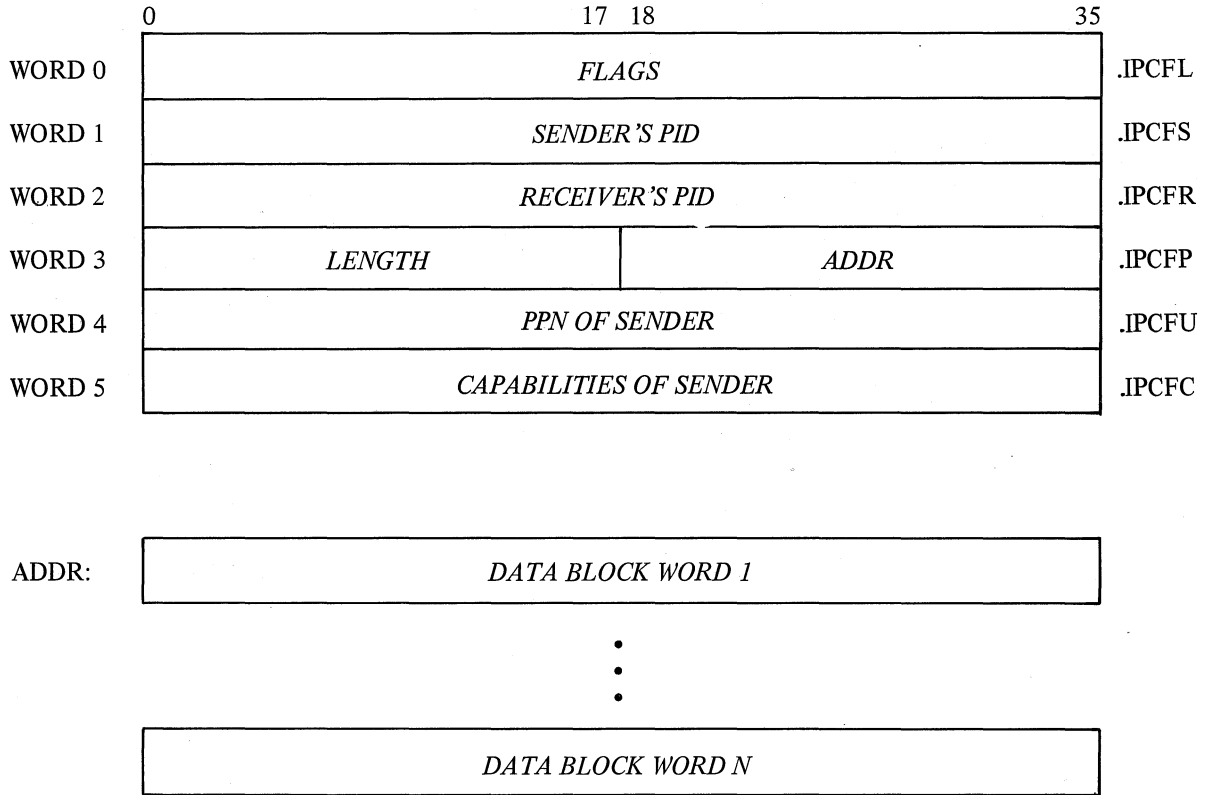 0 17 18 35
WORD 0 FLAGS .IPCFL
WORD 1 SENDER'S PID .IPCFS
WORD 2 RECEIVER'S PID .IPCFR
WORD 3 LENGTH ADDR .IPCFP
WORD 4 PPN OF SENDER .IPCFU
WORD 5 CAPABILITIES OF SENDER .IPCFC
ADDR: DATA BLOCK WORD 1
DATA BLOCK WORD N